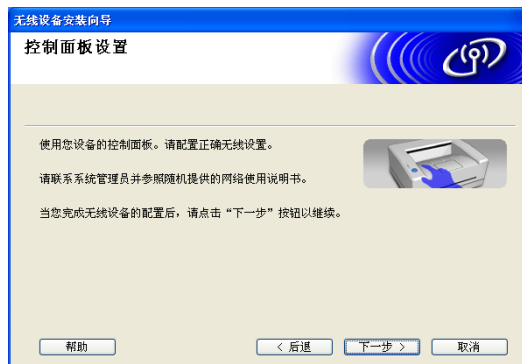 无线设备安装向导
控制面板设置
使用您设备的控制面板。请配置正确无线设置。
请联系系统管理员并参照随机提供的网络使用说明书。
当您完成无线设备的配置后，请点击“下一步”按钮以继续。
帮助 < 后退 下一步 > 取消